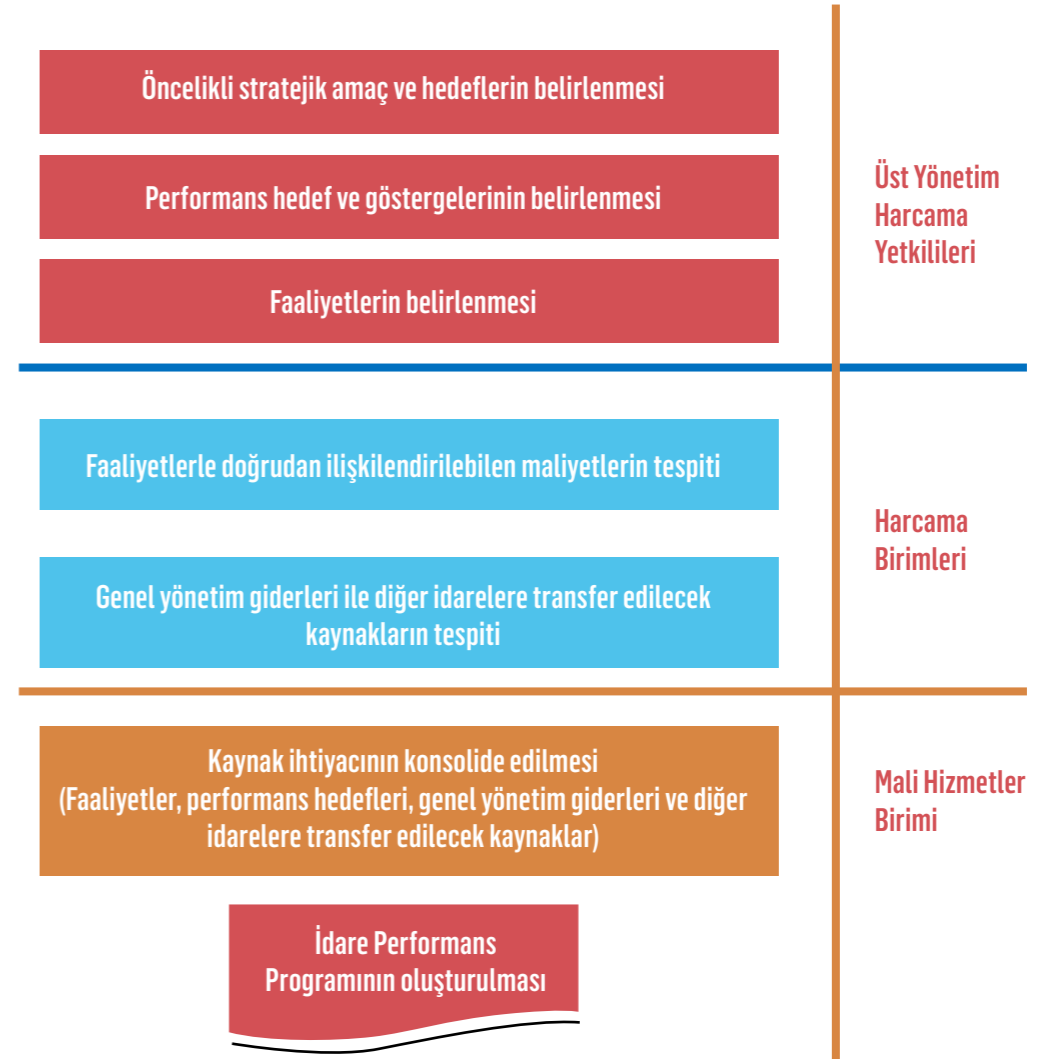 Öncelikli stratejik amaç ve hedeflerin belirlenmesi
Performans hedef ve göstergelerinin belirlenmesi
Faaliyetlerin belirlenmesi
Üst Yönetim
Harcama
Yetkilileri
Faaliyetlerle doğrudan ilişkilendirilebilen maliyetlerin tespiti
Genel yönetim giderleri ile diğer idarelere transfer edilecek
kaynakların tespiti
Harcama
Birimleri
Kaynak ihtiyacının konsolide edilmesi
(Faaliyetler, performans hedefleri, genel yönetim giderleri ve diğer
idarelere transfer edilecek kaynaklar)
Mali Hizmetler
Birimi
İdare Performans
Programının oluşturulması